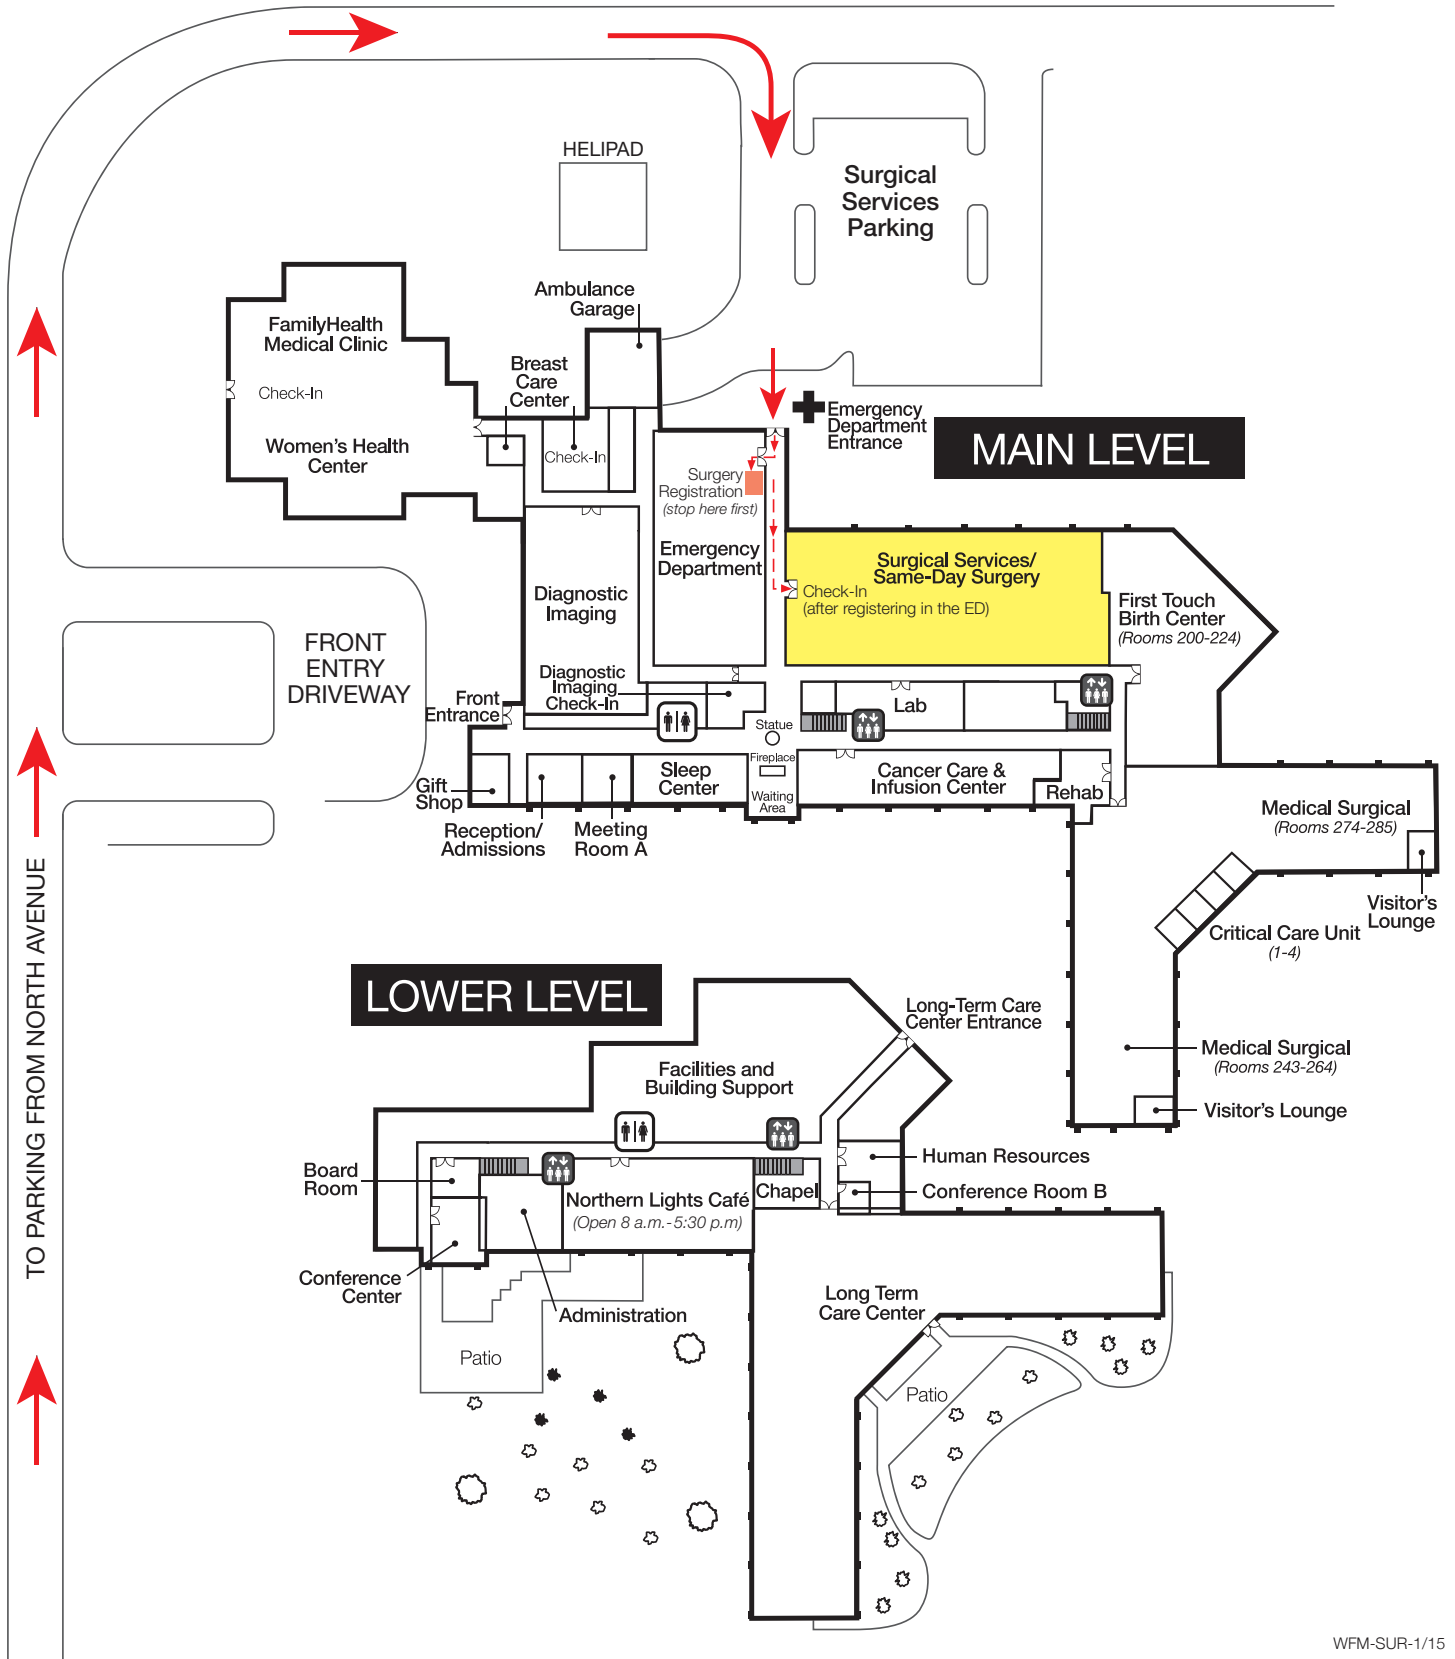 HELIPAD
Surgical
Services
Parking
Ambulance
Garage
FamilyHealth
Medical Clinic
Check-In
Breast
Care
Center
Women's Health
Center
Check-In
Emergency
Department
Entrance
MAIN LEVEL
Surgery
Registration
(stop here first)
Emergency
Department
Surgical Services/
Same-Day Surgery
Check-In
(after registering in the ED)
First Touch
Birth Center
(Rooms 200-224)
Diagnostic
Imaging
FRONT
ENTRY
DRIVEWAY
Diagnostic
Imaging
Check-In
Front
Entrance
Lab
Statue
Fireplace
Waiting
Area
Sleep
Center
Cancer Care &
Infusion Center
Rehab
Gift
Shop
Reception/
Admissions
Meeting
Room A
Medical Surgical
(Rooms 274-285)
Visitor's
Lounge
Critical Care Unit
(1-4)
TO PARKING FROM NORTH AVENUE
LOWER LEVEL
Long-Term Care
Center Entrance
Medical Surgical
(Rooms 243-264)
Visitor's Lounge
Facilities and
Building Support
Board
Room
Human Resources
Conference Room B
Chapel
Northern Lights Café
(Open 8 a.m.-5:30 p.m)
Conference
Center
Administration
Long Term
Care Center
Patio
Patio
WFM-SUR-1/15